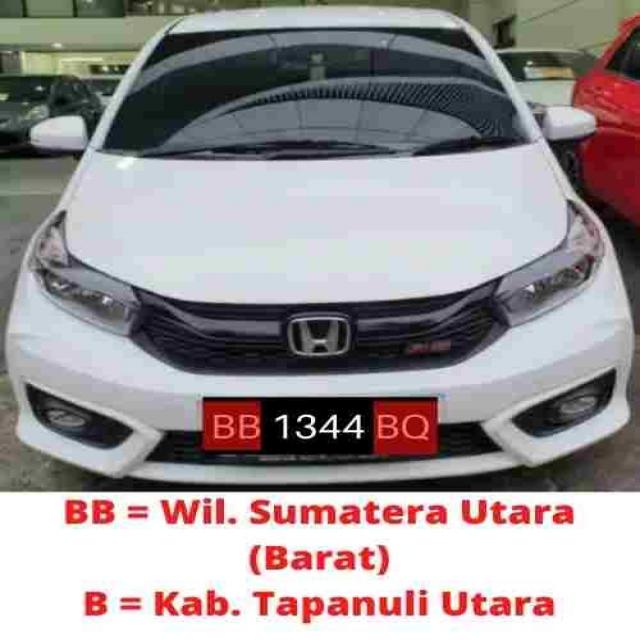 BB 1344 BQ
BB = Wil. Sumatera Utara
(Barat)
B = Kab. Tapanuli Utara